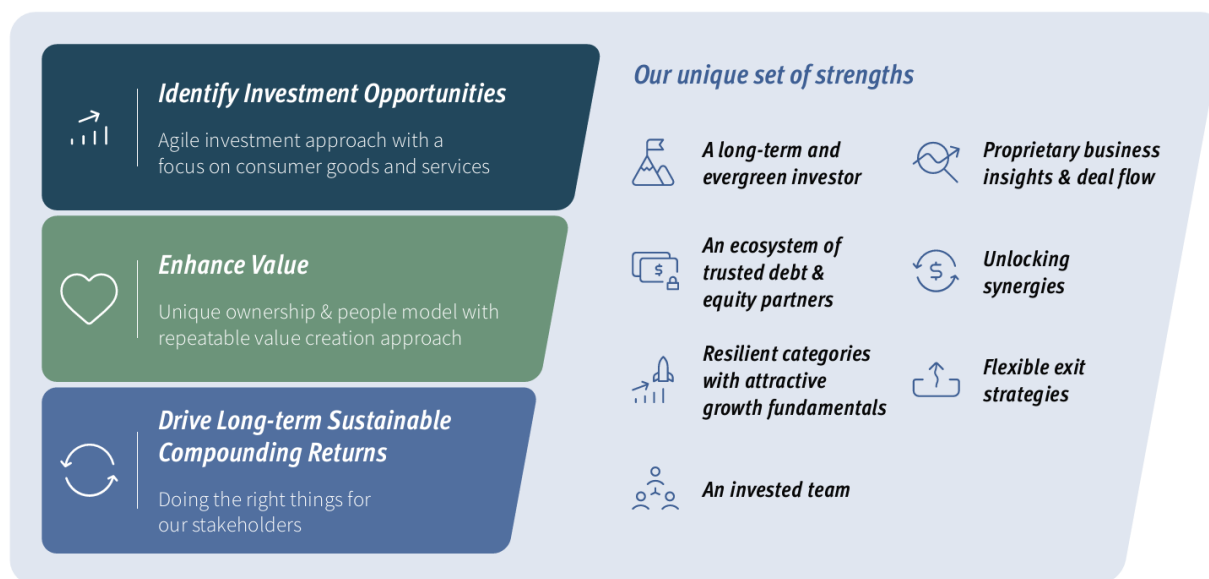 Identify Investment Opportunities
Agile investment approach with a
focus on consumer goods and services
Enhance Value
Unique ownership & people model with
repeatable value creation approach
Drive Long-term Sustainable
Compounding Returns
Doing the right things for
our stakeholders
Our unique set of strengths
A long-term and
evergreen investor
Proprietary business
insights & deal flow
An ecosystem of
trusted debt &
equity partners
Unlocking
synergies
Resilient categories
with attractive
growth fundamentals
Flexible exit
strategies
An invested team
$
$